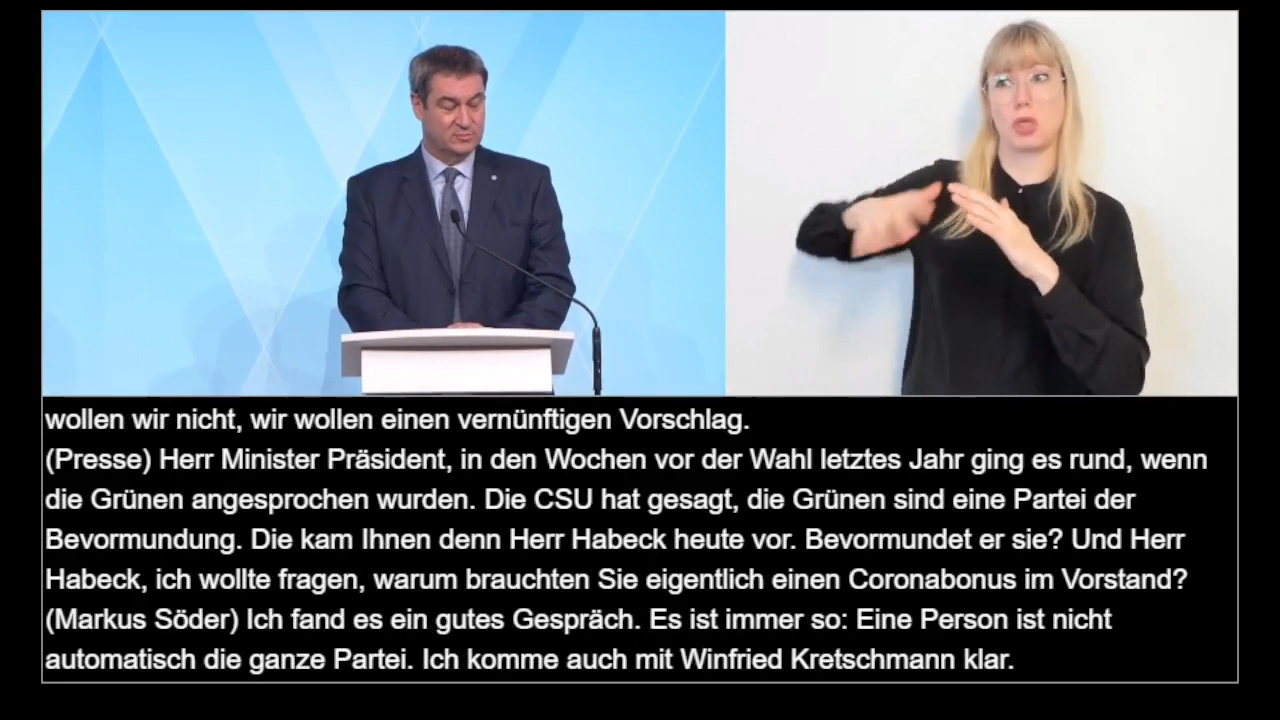 wollen wir nicht, wir wollen einen vernünftigen Vorschlag.
(Presse) Herr Minister Präsident, in den Wochen vor der Wahl letztes Jahr ging es rund, wenn
die Grünen angesprochen wurden. Die CSU hat gesagt, die Grünen sind eine Partei der
Bevormundung. Die kam Ihnen denn Herr Habeck heute vor. Bevormundet er sie? Und Herr
Habeck, ich wollte fragen, warum brauchten Sie eigentlich einen Coronabonus im Vorstand?
(Markus Söder) Ich fand es ein gutes Gespräch. Es ist immer so: Eine Person ist nicht
automatisch die ganze Partei. Ich komme auch mit Winfried Kretschmann klar.